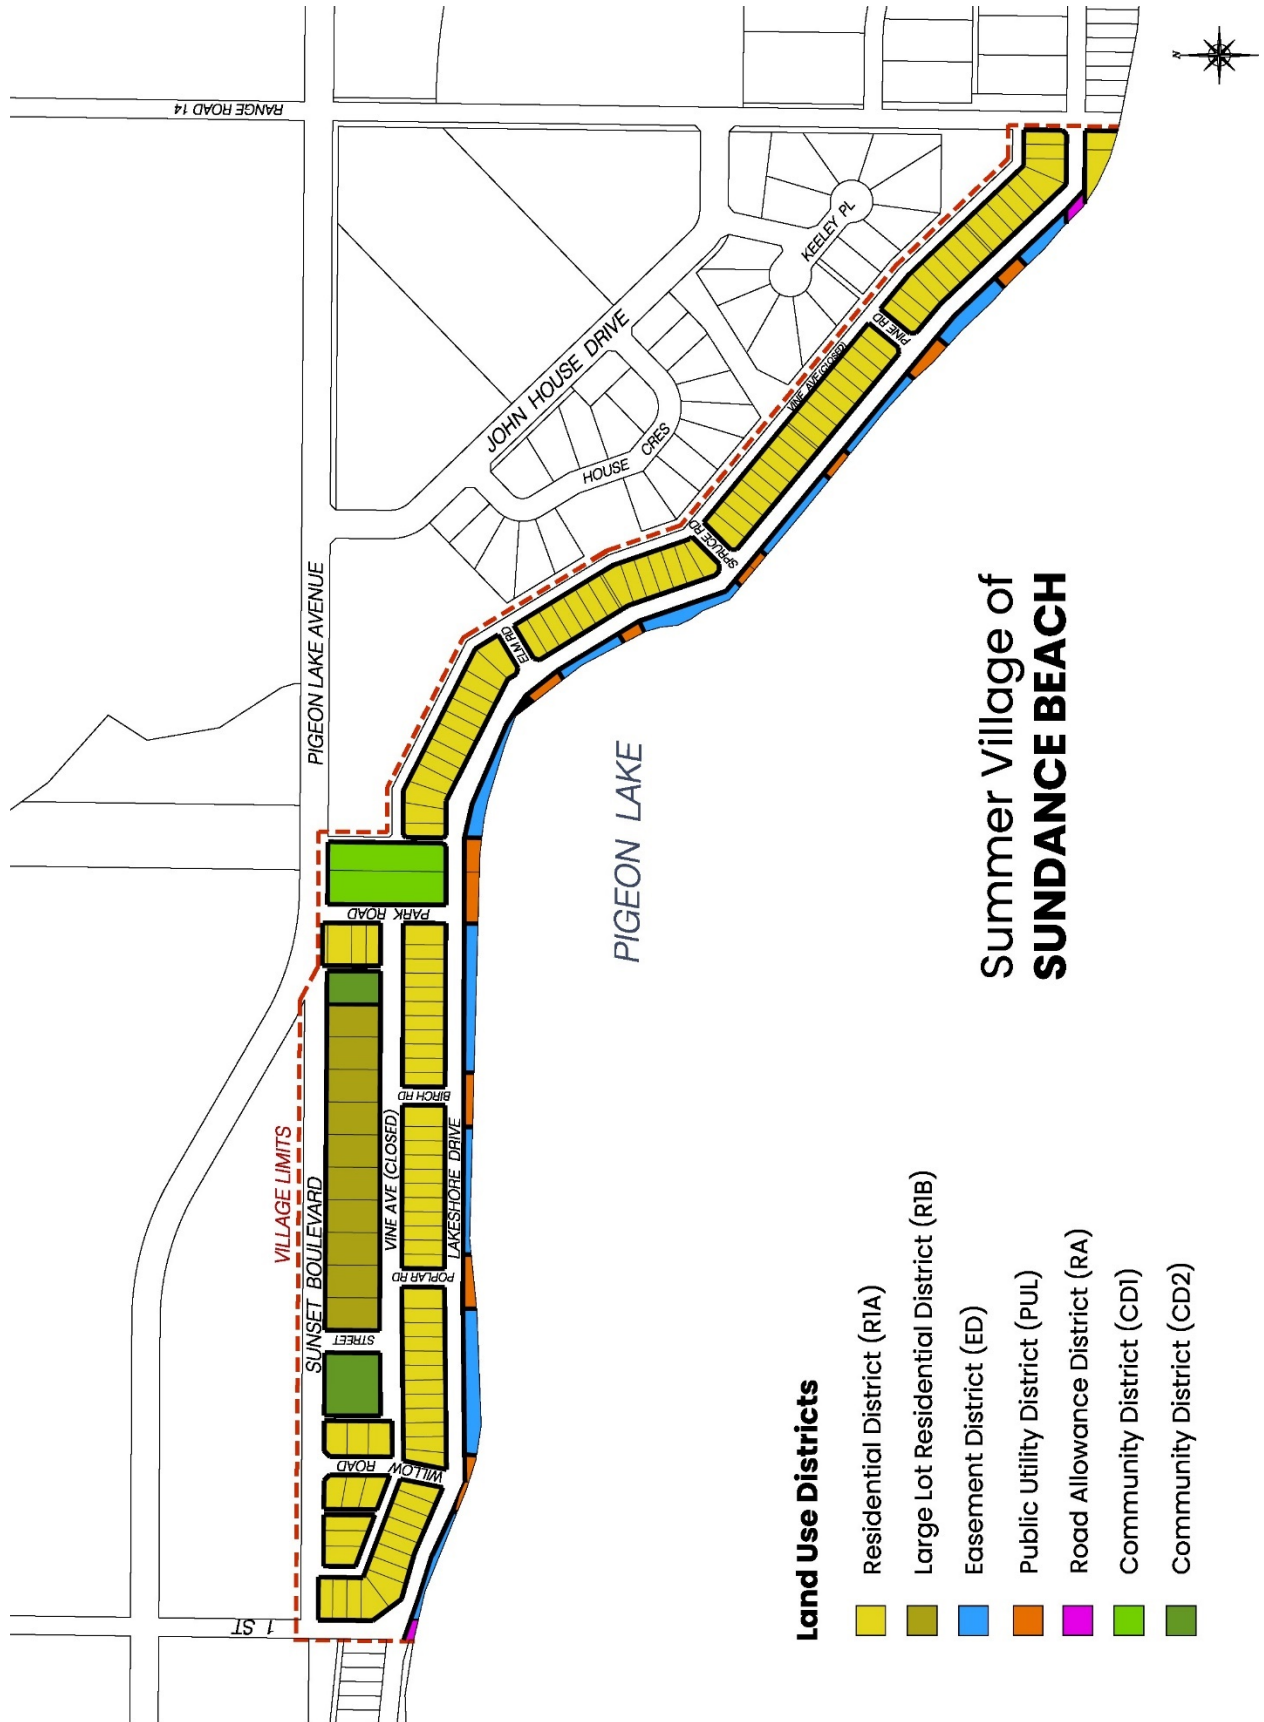 N
RANGE ROAD 14
KEELEY PL
JOHN HOUSE DRIVE
HOUSE CRES
PINE RD
VINE AVE (CLOSED)
SPRUCE RD
PIGEON LAKE AVENUE
ELM RD
PIGEON LAKE
PARK ROAD
VILLAGE LIMITS
SUNSET BOULEVARD
VINE AVE (CLOSED)
BIRCH RD
LAKESHORE DRIVE
POPLAR RD
STREET
WILLOW ROAD
1 ST
Summer Village of
SUNDANCE BEACH
Land Use Districts
Residential District (R1A)
Large Lot Residential District (R1B)
Easement District (ED)
Public Utility District (PUL)
Road Allowance District (RA)
Community District (CD1)
Community District (CD2)